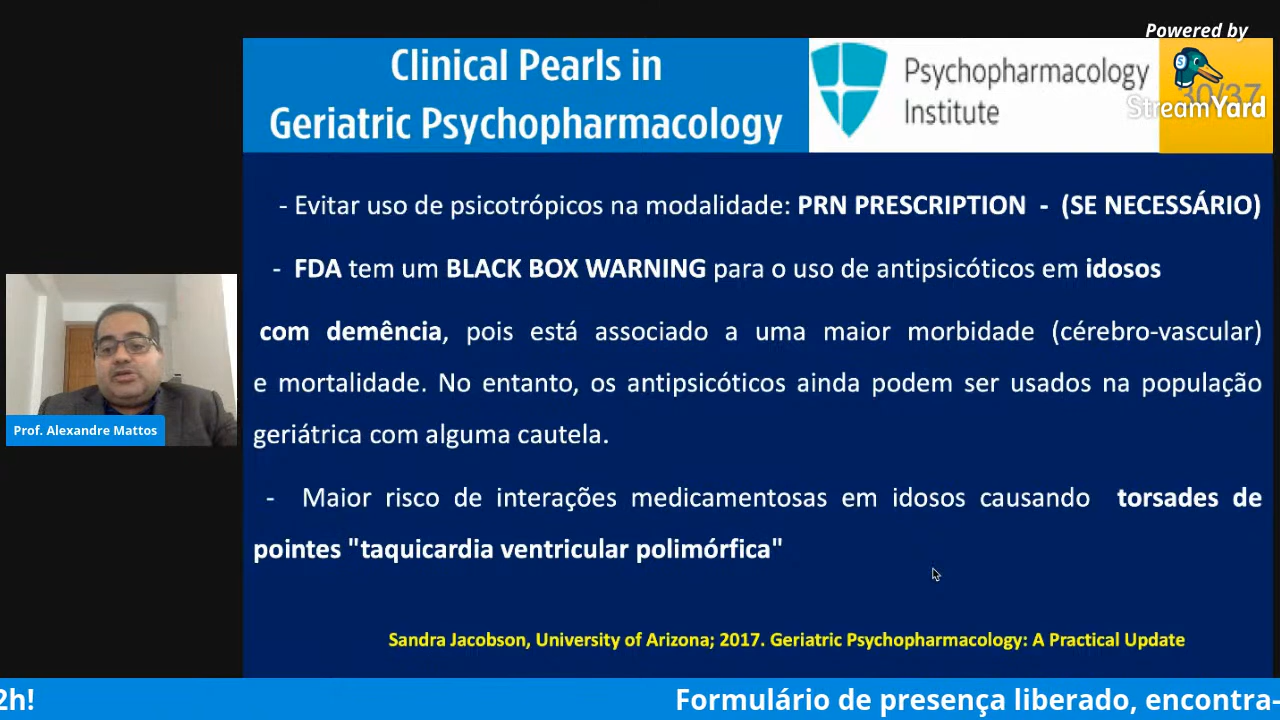 Powered by
StreamYard
Clinical Pearls in
Geriatric Psychopharmacology
Psychopharmacology
Institute
30/37
- Evitar uso de psicotrópicos na modalidade: PRN PRESCRIPTION - (SE NECESSÁRIO)
- FDA tem um BLACK BOX WARNING para o uso de antipsicóticos em idosos
com demência, pois está associado a uma maior morbidade (cérebro-vascular)
e mortalidade. No entanto, os antipsicóticos ainda podem ser usados na população
geriátrica com alguma cautela.
- Maior risco de interações medicamentosas em idosos causando torsades de
pointes "taquicardia ventricular polimórfica"
Sandra Jacobson, University of Arizona; 2017. Geriatric Psychopharmacology: A Practical Update
Prof. Alexandre Mattos
2h! Formulário de presença liberado, encontra-